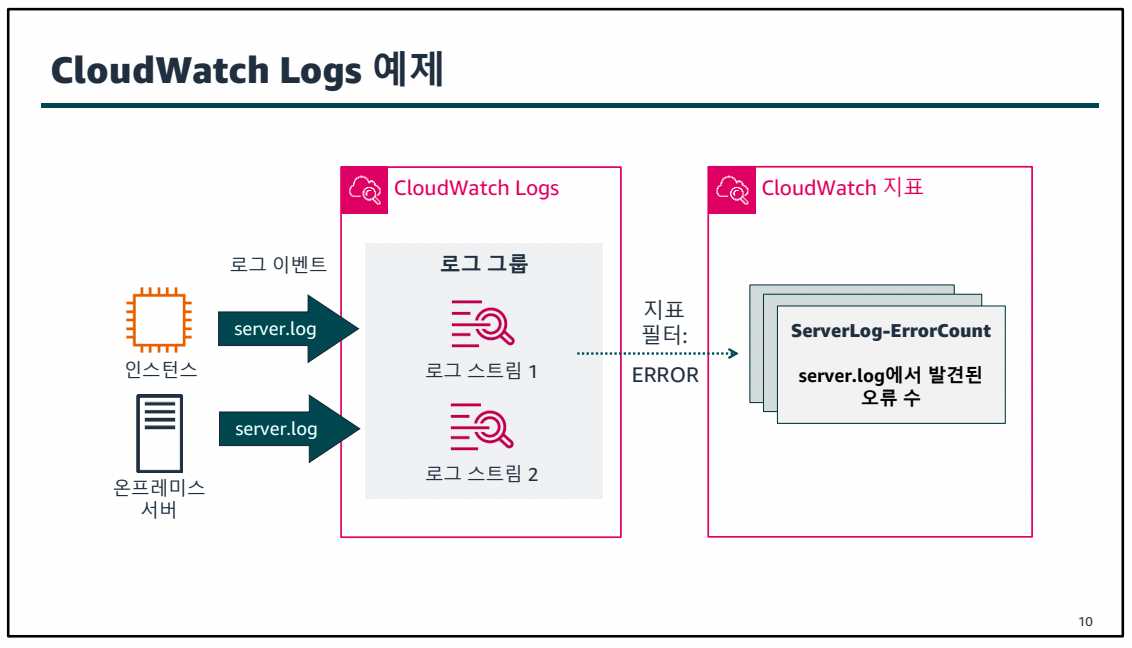 CloudWatch Logs 예제
CloudWatch Logs
CloudWatch 지표
로그 이벤트
로그 그룹
server.log
인스턴스
로그 스트림 1
server.log
온프레미스
서버
로그 스트림 2
지표
필터:
ERROR
ServerLog-ErrorCount
server.log에서 발견된
오류 수
10